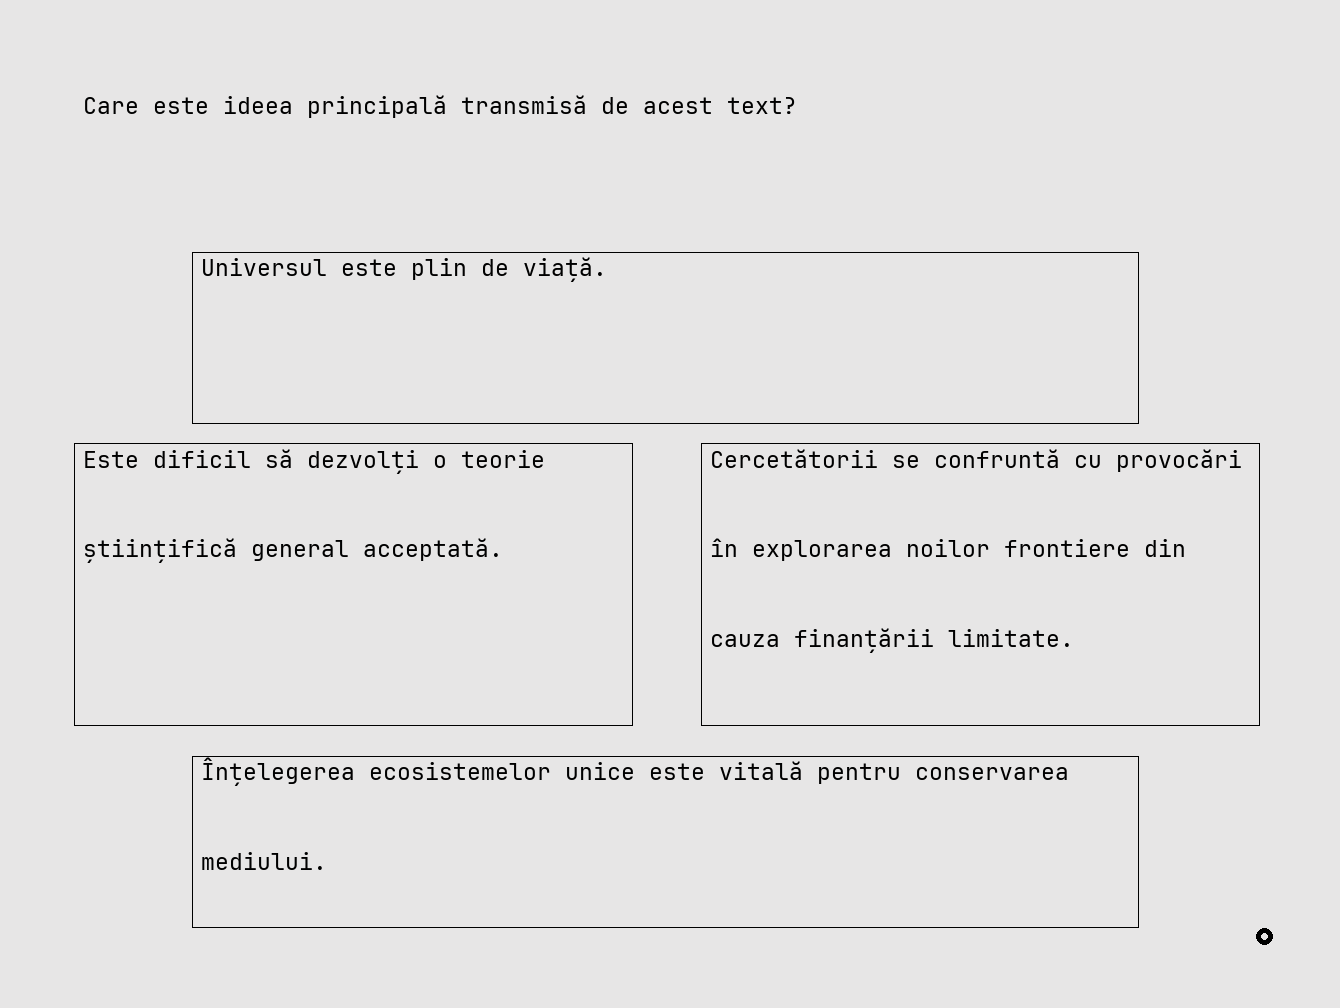 Care este ideea principală transmisă de acest text?
Universul este plin de viață.
Este dificil să dezvolți o teorie
științifică general acceptată.
Cercetătorii se confruntă cu provocări
în explorarea noilor frontiere din
cauza finanțării limitate.
Înțelegerea ecosistemelor unice este vitală pentru conservarea
mediului.